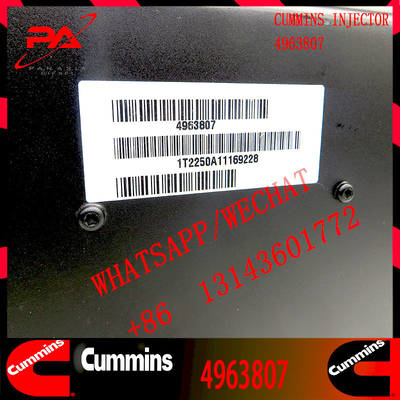 PA
CUMMINS INJECTOR
4963807
4963807
1T2250A11169228
WHATSAPP/WECHAT
+86 13143601772
Cummins
Cummins
4963807